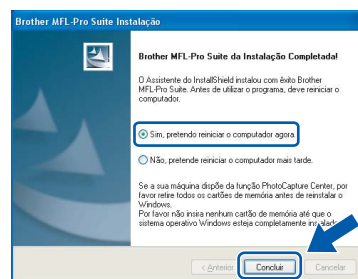 Brother MFL-Pro Suite Instalação
Brother MFL-Pro Suite da Instalação Completada!
O Assistente do InstallShield instalou com êxito Brother
MFL-Pro Suite. Antes de utilizar o programa, deve reiniciar o
computador.
Sim, pretendo reiniciar o computador agora.
Não, pretende reiniciar o computador mais tarde.
Se a sua máquina dispõe da função PhotoCapture Center, por
favor retire todos os cartões de memória antes de reinstalar o
Windows.
Por favor não insira nenhum cartão de memória até que o
sistema operativo Windows esteja completamente instalado.
< Anterior Concluir Cancelar